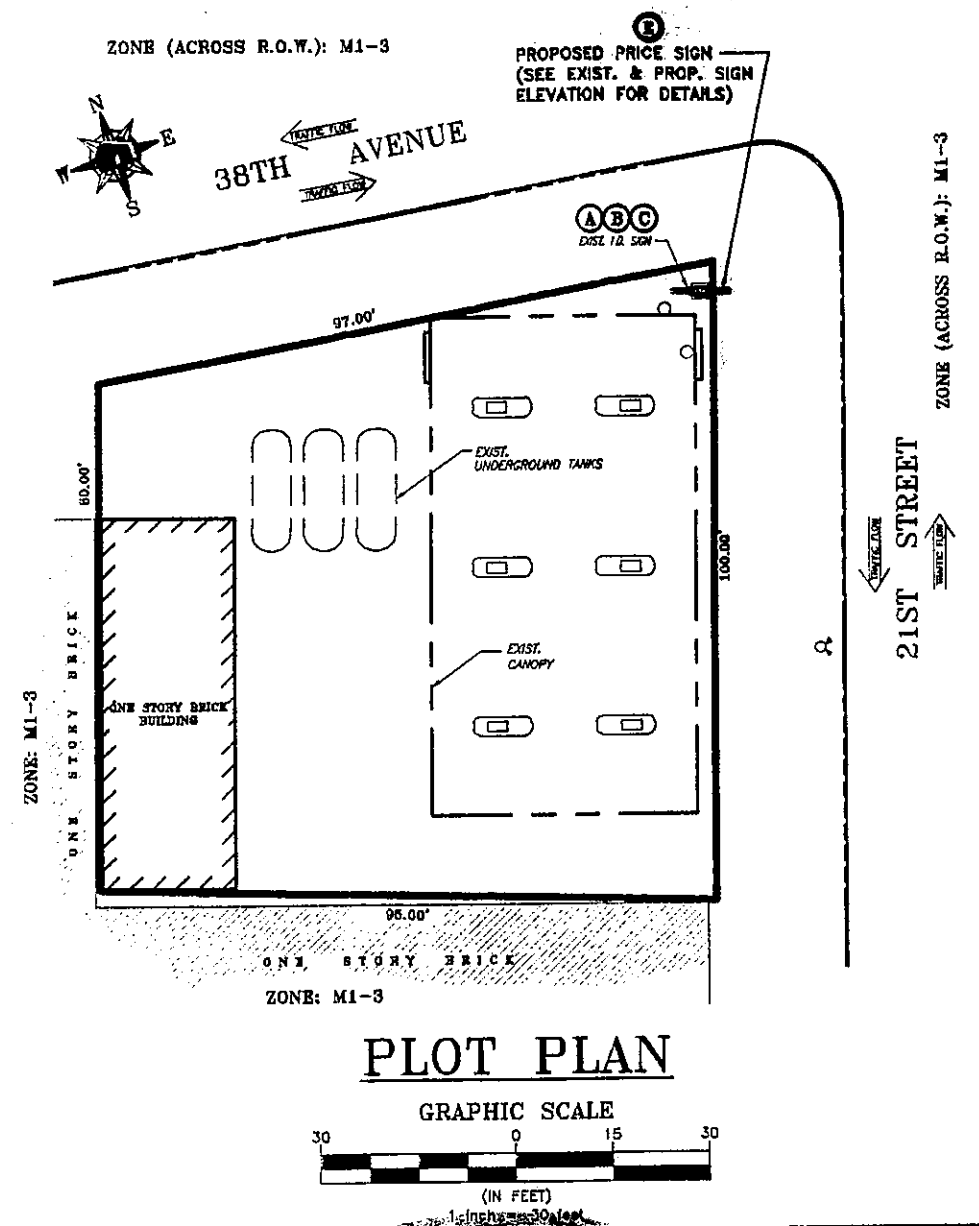 ZONE (ACROSS R.O.W.): M1-3
E
PROPOSED PRICE SIGN
(SEE EXIST. & PROP. SIGN
ELEVATION FOR DETAILS)
N
E
W
S
TRAFFIC FLOW
38TH AVENUE
TRAFFIC FLOW
ZONE (ACROSS R.O.W.): M1-3
A B C
EXIST. I.D. SIGN
97.00'
EXIST.
UNDERGROUND TANKS
60.00'
100.00'
TRAFFIC FLOW
21ST STREET
TRAFFIC FLOW
EXIST.
CANOPY
ONE STORY BRICK
BUILDING
ONE STORY BRICK
ZONE: M1-3
95.00'
ONE STORY BRICK
ZONE: M1-3
PLOT PLAN
GRAPHIC SCALE
30 0 15 30
(IN FEET)
1 inch = 30 feet